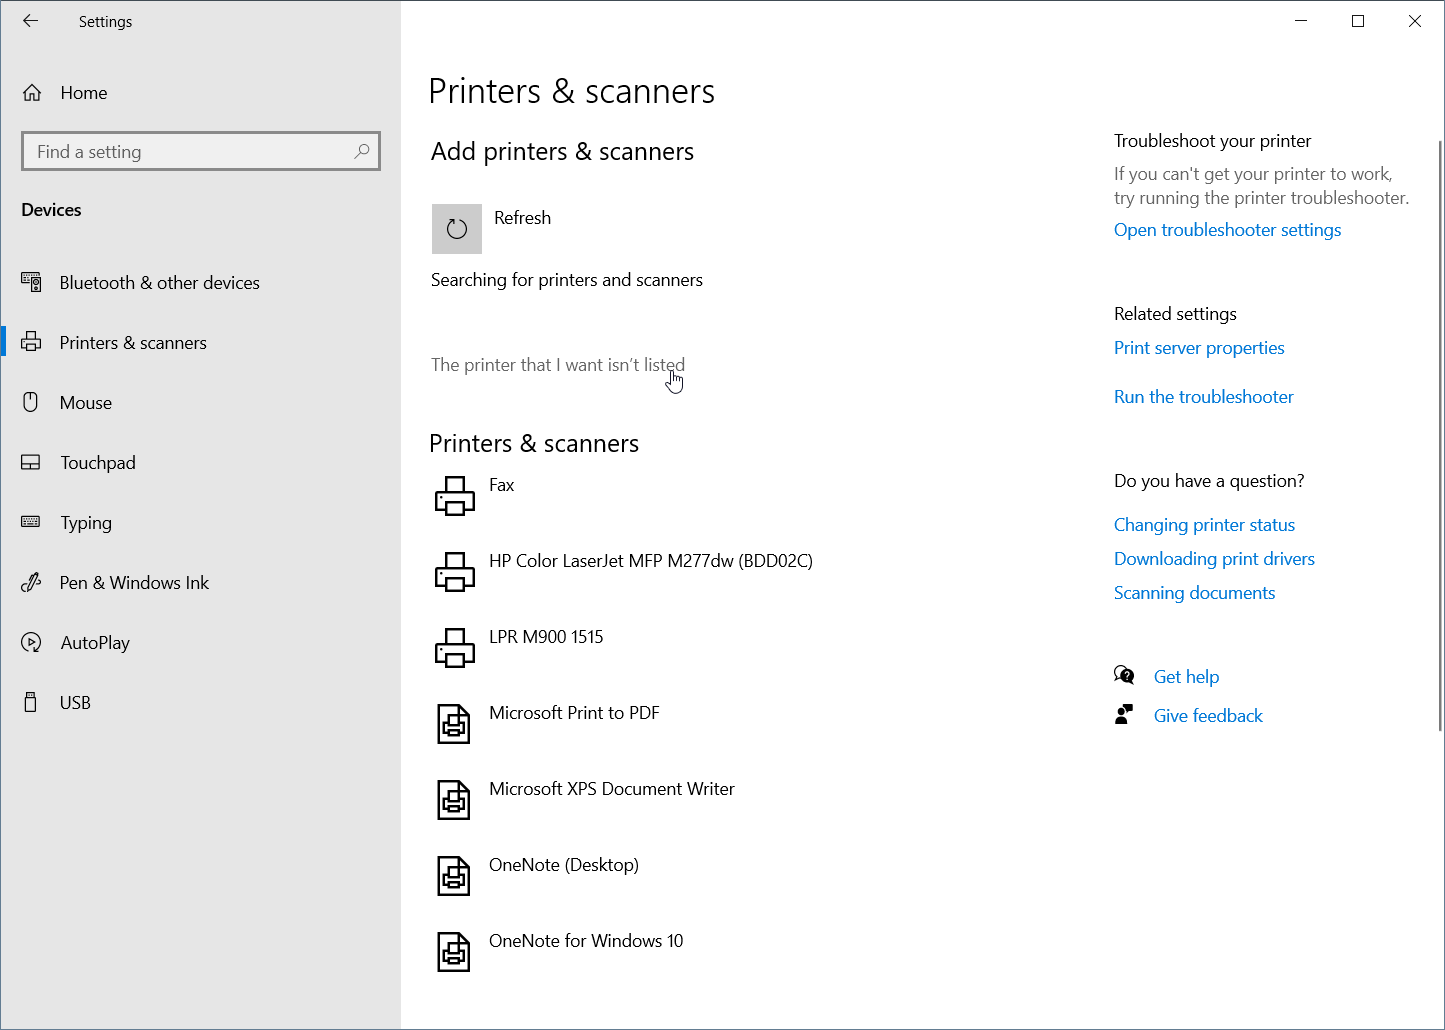 Settings
Home
Find a setting
Devices
Bluetooth & other devices
Printers & scanners
Mouse
Touchpad
Typing
Pen & Windows Ink
AutoPlay
USB
Printers & scanners
Add printers & scanners
Refresh
Searching for printers and scanners
The printer that I want isn't listed
Printers & scanners
Fax
HP Color LaserJet MFP M277dw (BDD02C)
LPR M900 1515
Microsoft Print to PDF
Microsoft XPS Document Writer
OneNote (Desktop)
OneNote for Windows 10
Troubleshoot your printer
If you can't get your printer to work,
try running the printer troubleshooter.
Open troubleshooter settings
Related settings
Print server properties
Run the troubleshooter
Do you have a question?
Changing printer status
Downloading print drivers
Scanning documents
Get help
Give feedback